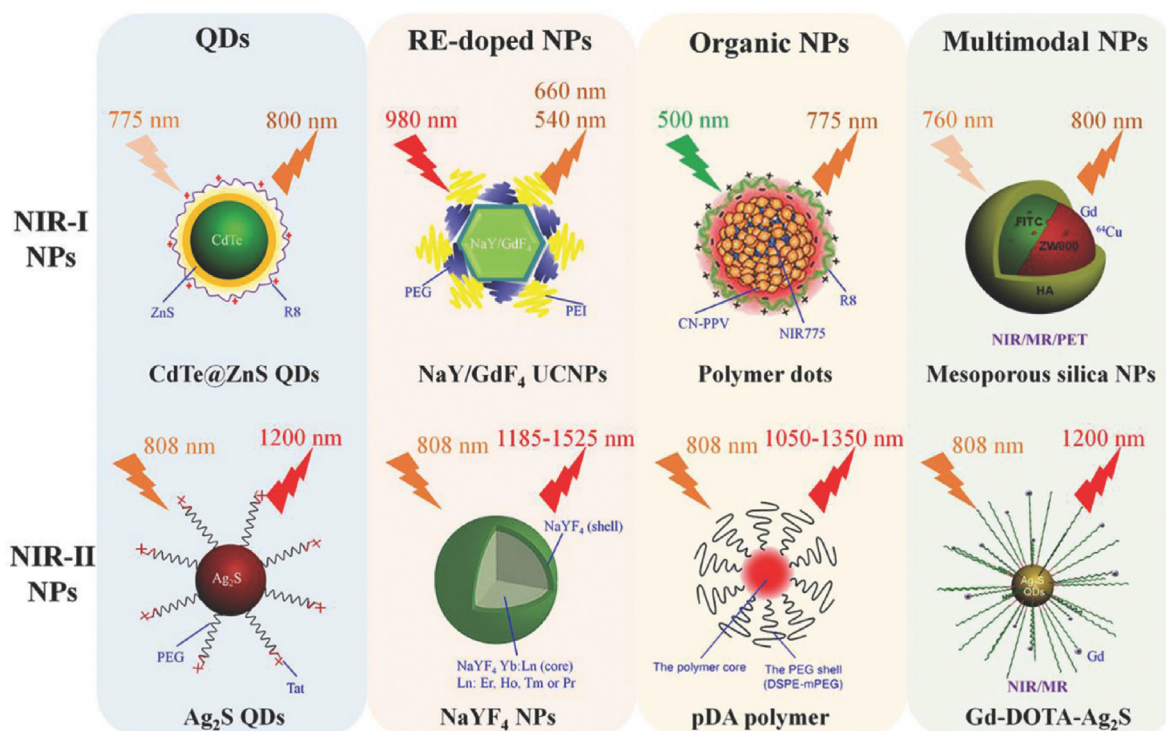 QDs
RE-doped NPs
Organic NPs
Multimodal NPs
NIR-I
NPs
775 nm
800 nm
CdTe
ZnS
R8
CdTe@ZnS QDs
980 nm
660 nm
540 nm
NaY/GdF₄
PEG
PEI
NaY/GdF₄ UCNPs
500 nm
775 nm
CN-PPV
NIR775
R8
Polymer dots
760 nm
800 nm
Gd
⁶⁴Cu
FITC
ZW800
HA
NIR/MR/PET
Mesoporous silica NPs
NIR-II
NPs
808 nm
1200 nm
Ag₂S
PEG
Tat
Ag₂S QDs
808 nm
1185-1525 nm
NaYF₄ (shell)
NaYF₄ Yb:Ln (core)
Ln: Er, Ho, Tm or Pr
NaYF₄ NPs
808 nm
1050-1350 nm
The polymer core
The PEG shell
(DSPE-mPEG)
pDA polymer
808 nm
1200 nm
Ag₂S
QDs
Gd
NIR/MR
Gd-DOTA-Ag₂S